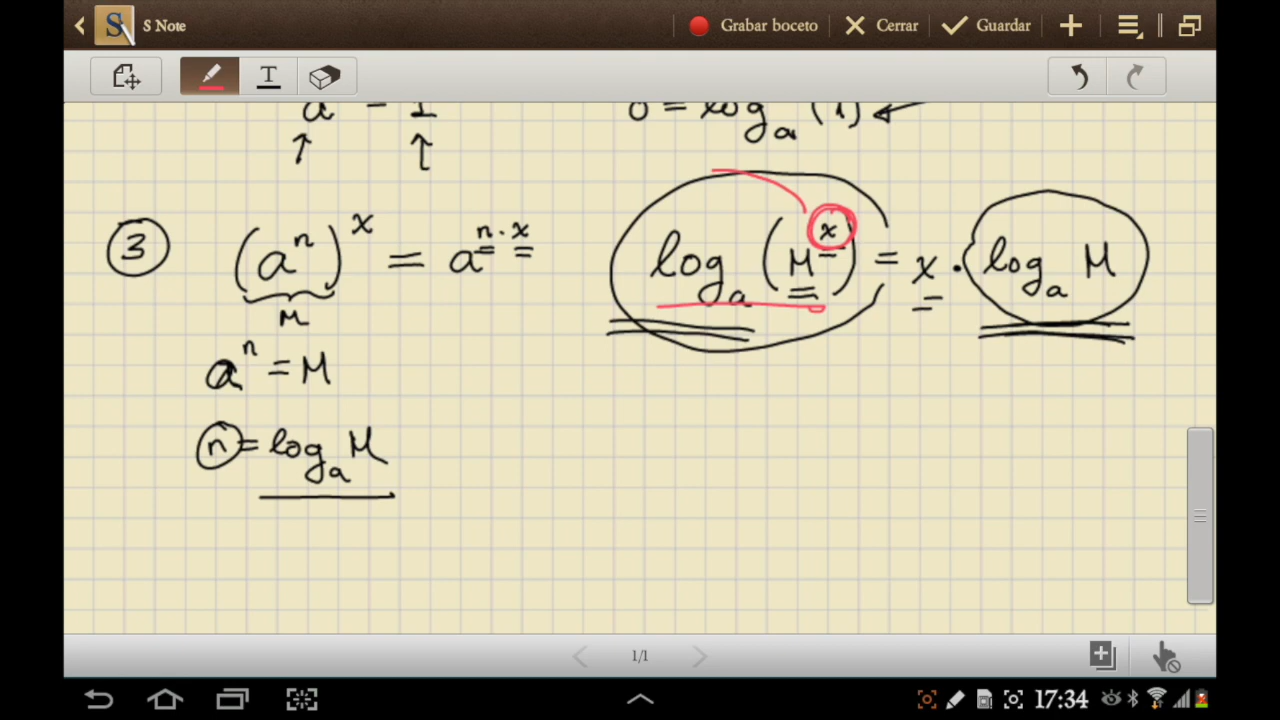 S Note
Grabar boceto
Cerrar
Guardar
T
0 = log_a (1)
3
(a^n)^x = a^{n·x}
M
log_a (M^x) = x · log_a M
a^n = M
n = log_a M
1/1
17:34